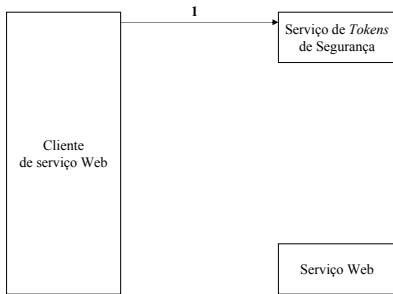 1
Serviço de Tokens
de Segurança
Cliente
de serviço Web
Serviço Web